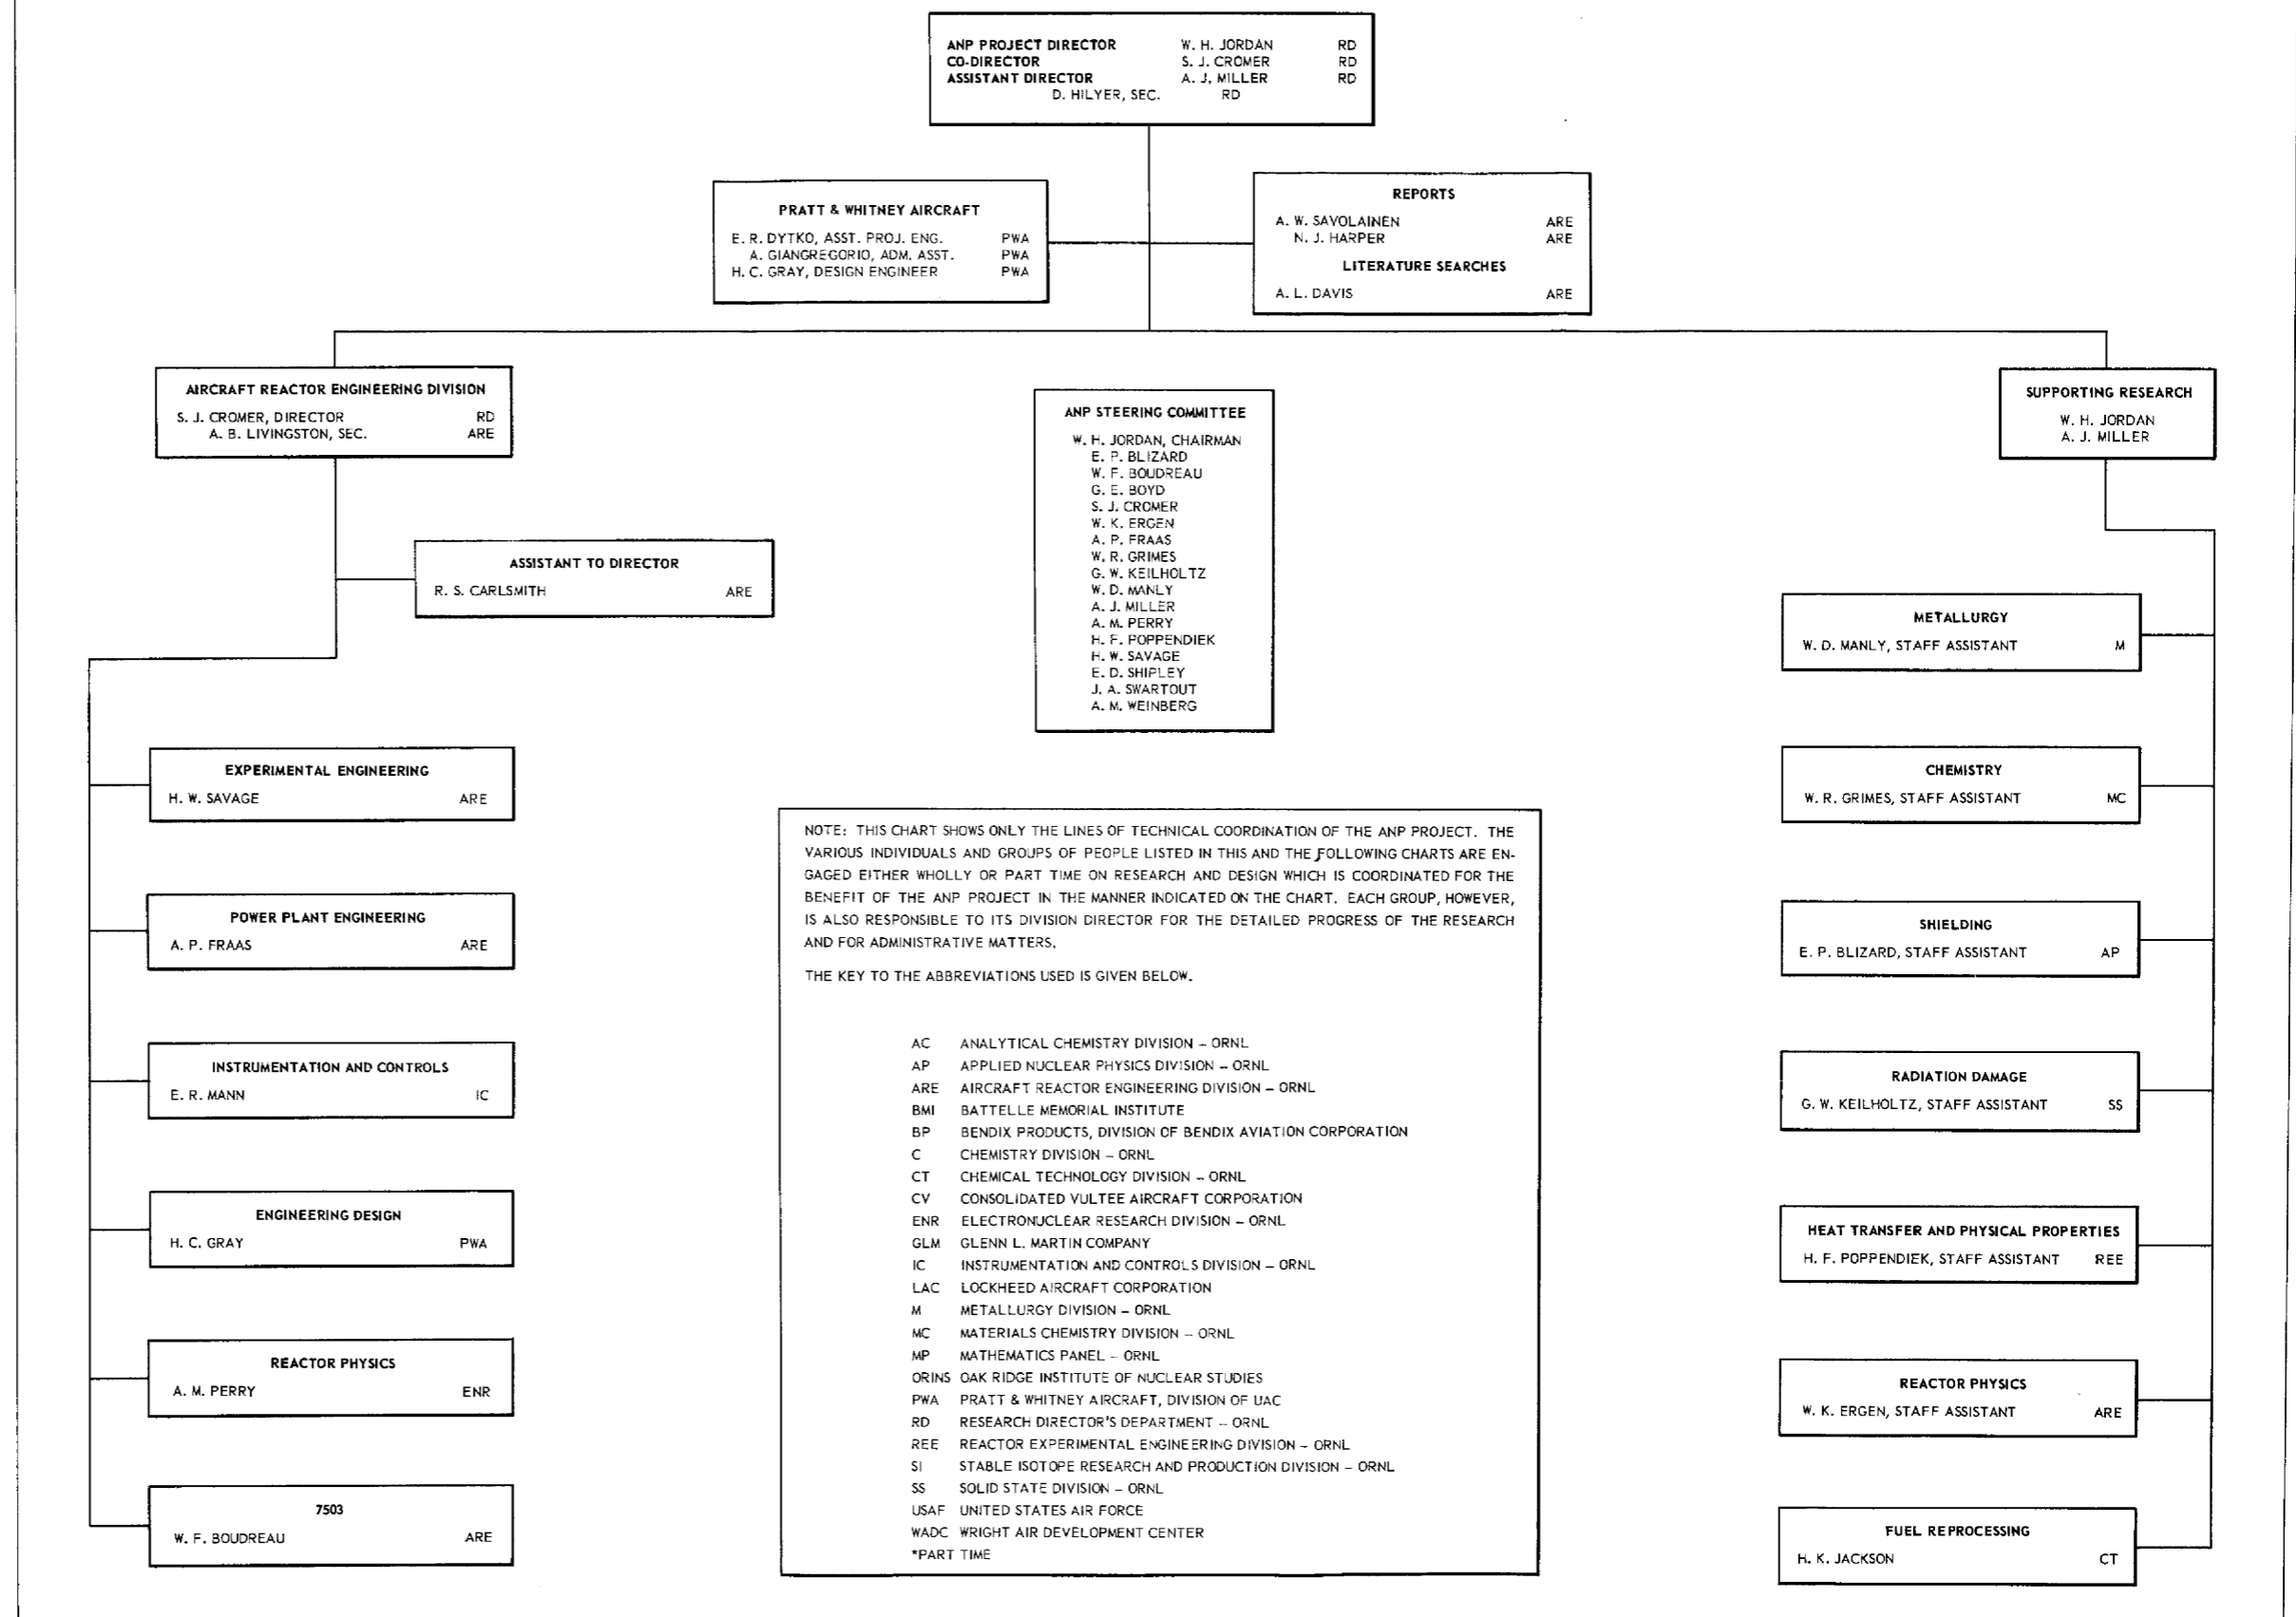 ANP PROJECT DIRECTOR W. H. JORDAN RD
CO-DIRECTOR S. J. CROMER RD
ASSISTANT DIRECTOR A. J. MILLER RD
D. HILYER, SEC. RD
PRATT & WHITNEY AIRCRAFT
E. R. DYTKO, ASST. PROJ. ENG. PWA
A. GIANGREGORIO, ADM. ASST. PWA
H. C. GRAY, DESIGN ENGINEER PWA
REPORTS
A. W. SAVOLAINEN ARE
N. J. HARPER ARE
LITERATURE SEARCHES
A. L. DAVIS ARE
AIRCRAFT REACTOR ENGINEERING DIVISION
S. J. CROMER, DIRECTOR RD
A. B. LIVINGSTON, SEC. ARE
ASSISTANT TO DIRECTOR
R. S. CARLSMITH ARE
EXPERIMENTAL ENGINEERING
H. W. SAVAGE ARE
POWER PLANT ENGINEERING
A. P. FRAAS ARE
INSTRUMENTATION AND CONTROLS
E. R. MANN IC
ENGINEERING DESIGN
H. C. GRAY PWA
REACTOR PHYSICS
A. M. PERRY ENR
7503
W. F. BOUDREAU ARE
ANP STEERING COMMITTEE
W. H. JORDAN, CHAIRMAN
E. P. BLIZARD
W. F. BOUDREAU
G. E. BOYD
S. J. CROMER
W. K. ERGEN
A. P. FRAAS
W. R. GRIMES
G. W. KEILHOLTZ
W. D. MANLY
A. J. MILLER
A. M. PERRY
H. F. POPPENDIEK
H. W. SAVAGE
E. D. SHIPLEY
J. A. SWARTOUT
A. M. WEINBERG
NOTE: THIS CHART SHOWS ONLY THE LINES OF TECHNICAL COORDINATION OF THE ANP PROJECT. THE
VARIOUS INDIVIDUALS AND GROUPS OF PEOPLE LISTED IN THIS AND THE FOLLOWING CHARTS ARE EN-
GAGED EITHER WHOLLY OR PART TIME ON RESEARCH AND DESIGN WHICH IS COORDINATED FOR THE
BENEFIT OF THE ANP PROJECT IN THE MANNER INDICATED ON THE CHART. EACH GROUP, HOWEVER,
IS ALSO RESPONSIBLE TO ITS DIVISION DIRECTOR FOR THE DETAILED PROGRESS OF THE RESEARCH
AND FOR ADMINISTRATIVE MATTERS.
THE KEY TO THE ABBREVIATIONS USED IS GIVEN BELOW.
AC ANALYTICAL CHEMISTRY DIVISION – ORNL
AP APPLIED NUCLEAR PHYSICS DIVISION – ORNL
ARE AIRCRAFT REACTOR ENGINEERING DIVISION – ORNL
BMI BATTELLE MEMORIAL INSTITUTE
BP BENDIX PRODUCTS, DIVISION OF BENDIX AVIATION CORPORATION
C CHEMISTRY DIVISION – ORNL
CT CHEMICAL TECHNOLOGY DIVISION – ORNL
CV CONSOLIDATED VULTEE AIRCRAFT CORPORATION
ENR ELECTRONUCLEAR RESEARCH DIVISION – ORNL
GLM GLENN L. MARTIN COMPANY
IC INSTRUMENTATION AND CONTROLS DIVISION – ORNL
LAC LOCKHEED AIRCRAFT CORPORATION
M METALLURGY DIVISION – ORNL
MC MATERIALS CHEMISTRY DIVISION – ORNL
MP MATHEMATICS PANEL – ORNL
ORINS OAK RIDGE INSTITUTE OF NUCLEAR STUDIES
PWA PRATT & WHITNEY AIRCRAFT, DIVISION OF UAC
RD RESEARCH DIRECTOR'S DEPARTMENT – ORNL
REE REACTOR EXPERIMENTAL ENGINEERING DIVISION – ORNL
SI STABLE ISOTOPE RESEARCH AND PRODUCTION DIVISION – ORNL
SS SOLID STATE DIVISION – ORNL
USAF UNITED STATES AIR FORCE
WADC WRIGHT AIR DEVELOPMENT CENTER
*PART TIME
SUPPORTING RESEARCH
W. H. JORDAN
A. J. MILLER
METALLURGY
W. D. MANLY, STAFF ASSISTANT M
CHEMISTRY
W. R. GRIMES, STAFF ASSISTANT MC
SHIELDING
E. P. BLIZARD, STAFF ASSISTANT AP
RADIATION DAMAGE
G. W. KEILHOLTZ, STAFF ASSISTANT SS
HEAT TRANSFER AND PHYSICAL PROPERTIES
H. F. POPPENDIEK, STAFF ASSISTANT REE
REACTOR PHYSICS
W. K. ERGEN, STAFF ASSISTANT ARE
FUEL REPROCESSING
H. K. JACKSON CT